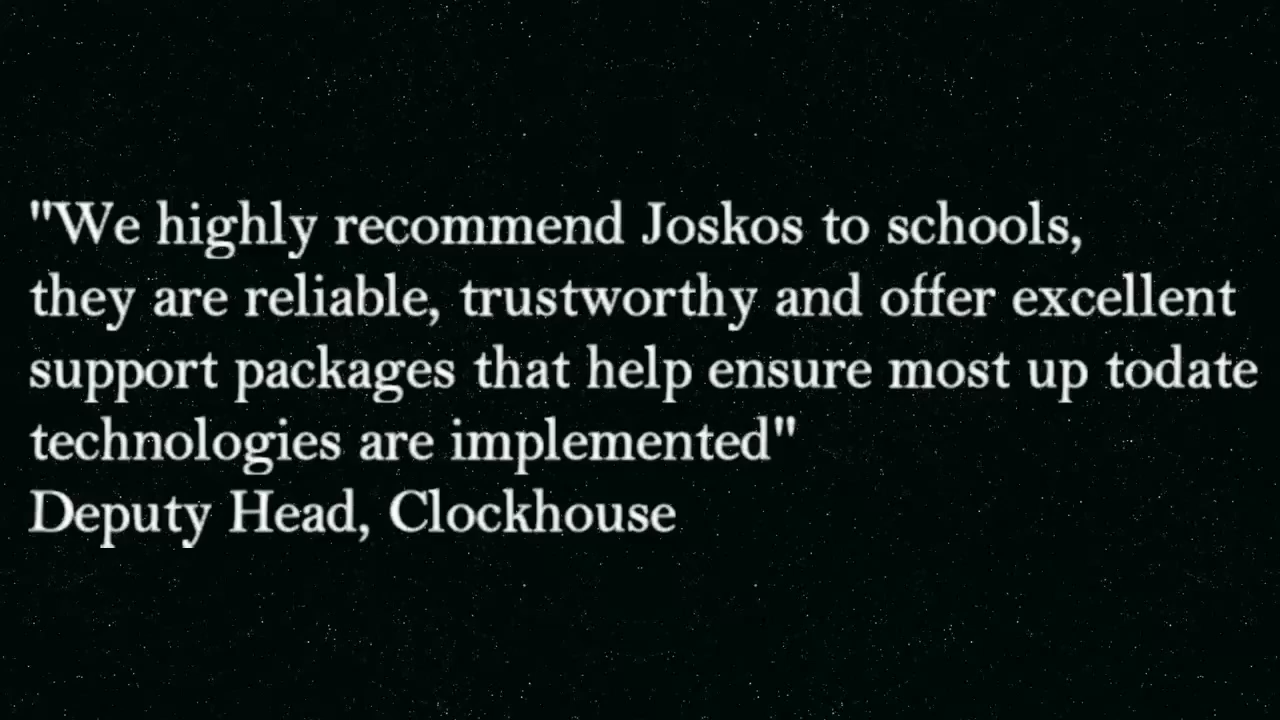 "We highly recommend Joskos to schools,
they are reliable, trustworthy and offer excellent
support packages that help ensure most up todate
technologies are implemented"
Deputy Head, Clockhouse